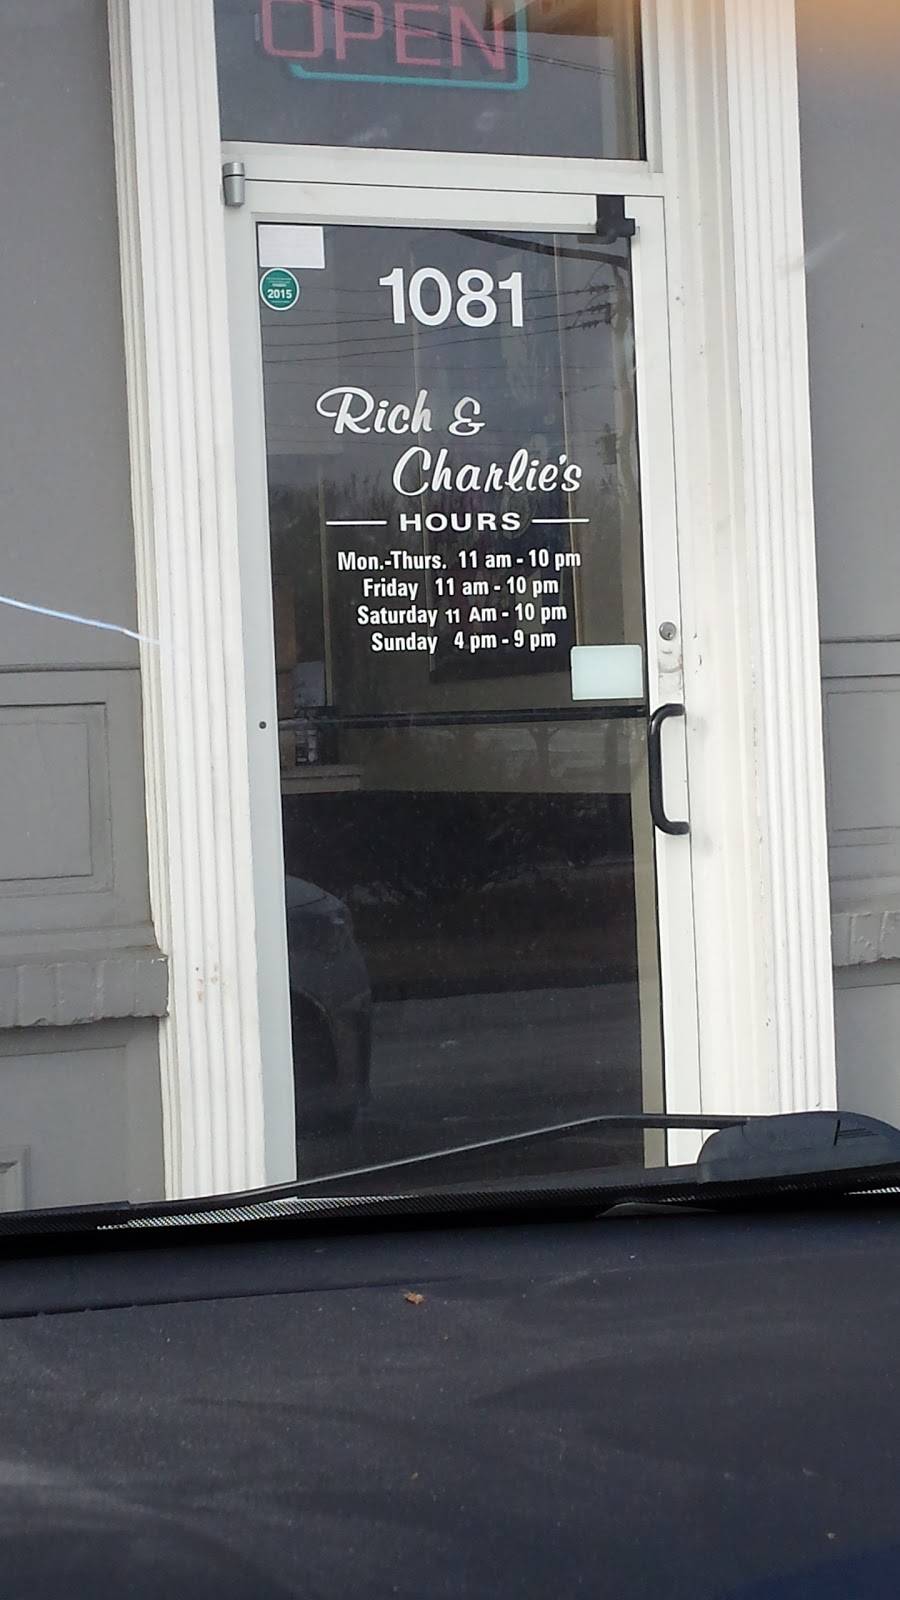 OPEN
2015
1081
Rich &
Charlie's
HOURS
Mon.-Thurs. 11 am - 10 pm
Friday 11 am - 10 pm
Saturday 11 Am - 10 pm
Sunday 4 pm - 9 pm